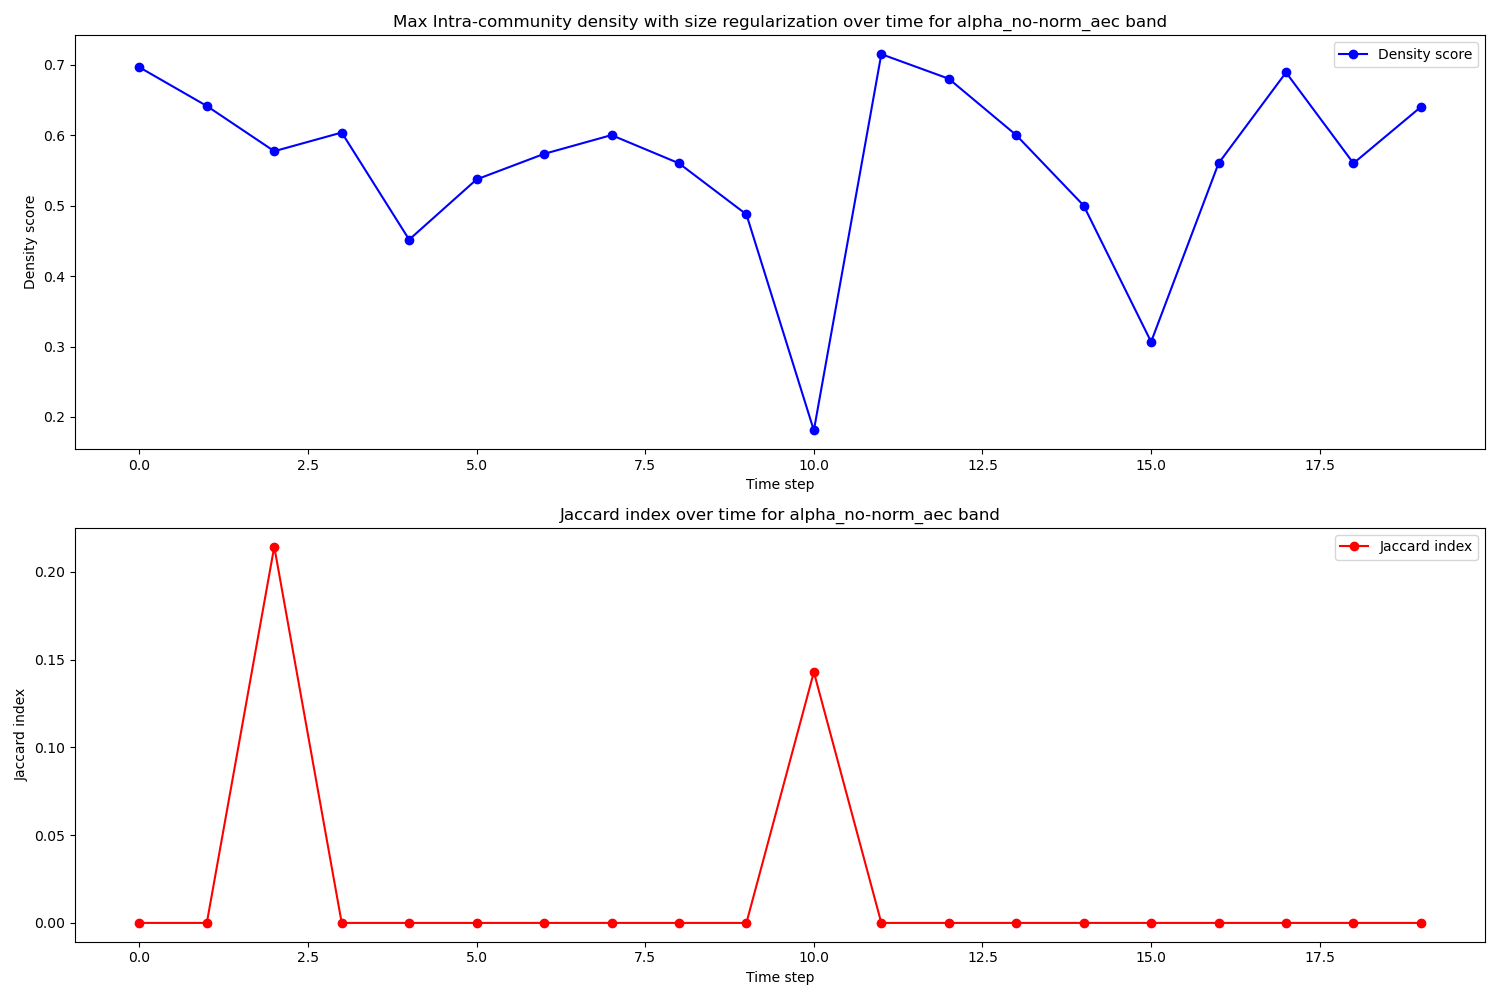 Max Intra-community density with size regularization over time for alpha_no-norm_aec band
Density score
0.7
0.6
0.5
0.4
0.3
0.2
Density score
0.0 2.5 5.0 7.5 10.0 12.5 15.0 17.5
Time step
Jaccard index over time for alpha_no-norm_aec band
Jaccard index
0.20
0.15
0.10
0.05
0.00
Jaccard index
0.0 2.5 5.0 7.5 10.0 12.5 15.0 17.5
Time step